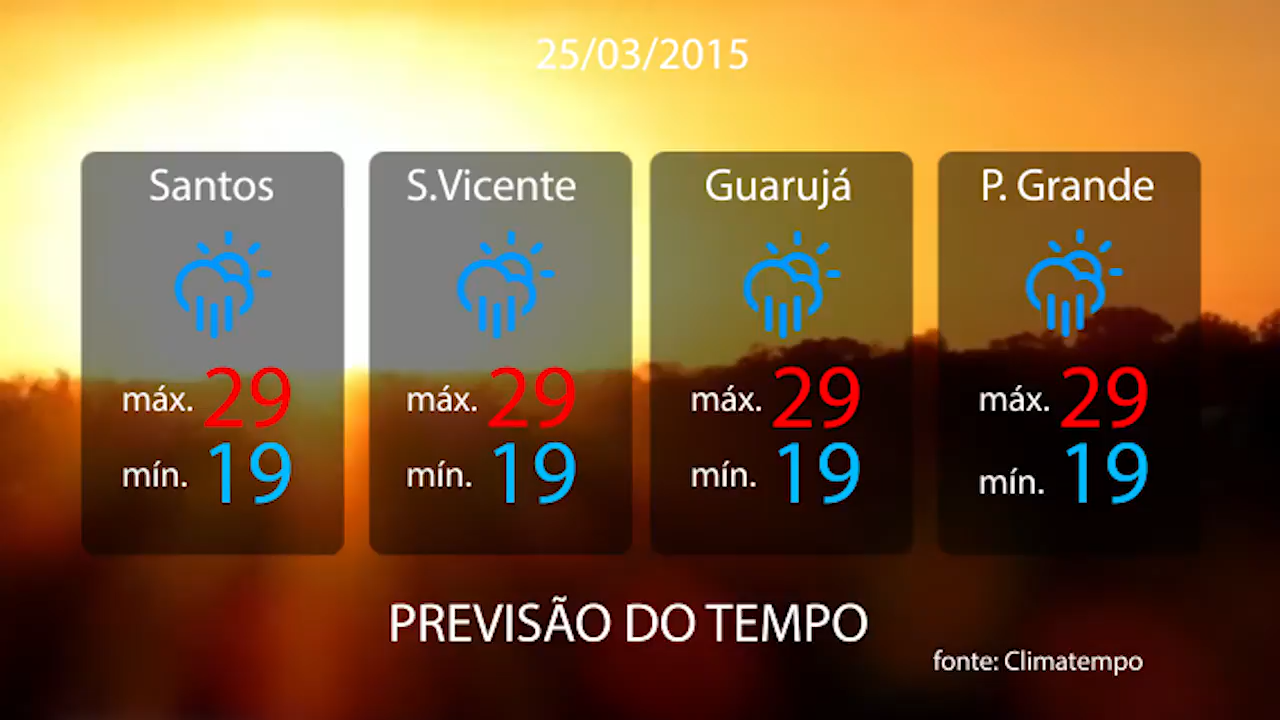 25/03/2015
Santos
máx. 29
mín. 19
S.Vicente
máx. 29
mín. 19
Guarujá
máx. 29
mín. 19
P. Grande
máx. 29
mín. 19
PREVISÃO DO TEMPO
fonte: Climatempo